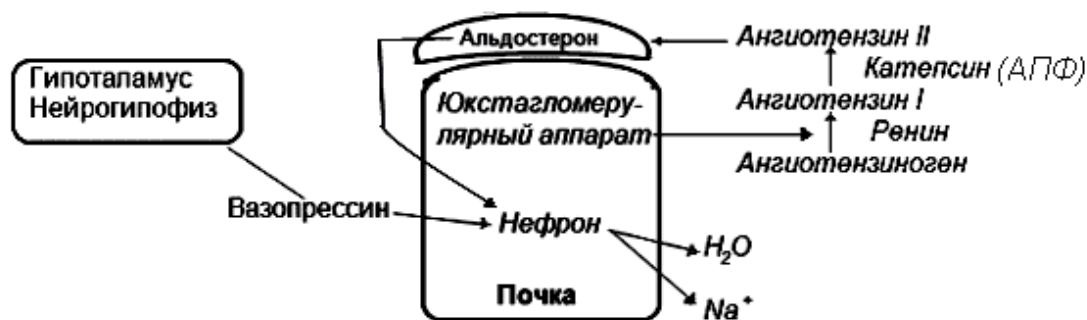 Альдостерон
Ангиотензин II
Катепсин (АПФ)
Гипоталамус
Нейрогипофиз
Юкстагломеру-
лярный аппарат
Ангиотензин I
Ренин
Ангиотензиноген
Вазопрессин
Нефрон
H₂O
Na⁺
Почка